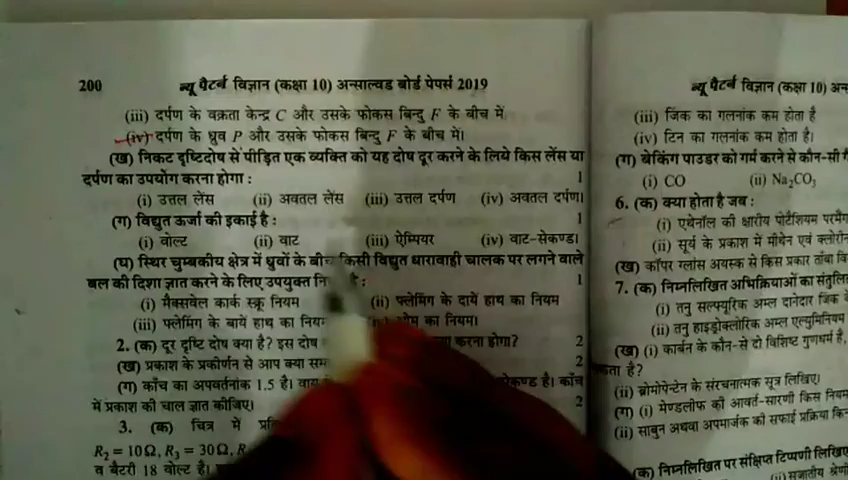 200 न्यू पैटर्न विज्ञान (कक्षा 10) अन्साल्वड बोर्ड पेपर्स 2019
(iii) दर्पण के वक्रता केन्द्र C और उसके फोकस बिन्दु F के बीच में
(iv) दर्पण के ध्रुव P और उसके फोकस बिन्दु F के बीच में।
(ख) निकट दृष्टिदोष से पीड़ित एक व्यक्ति को यह दोष दूर करने के लिये किस लेंस या
दर्पण का उपयोग करना होगा : 1
(i) उत्तल लेंस (ii) अवतल लेंस (iii) उत्तल दर्पण (iv) अवतल दर्पण।
(ग) विद्युत ऊर्जा की इकाई है : 1
(i) वोल्ट (ii) वाट (iii) ऐम्पियर (iv) वाट-सेकण्ड।
(घ) स्थिर चुम्बकीय क्षेत्र में ध्रुवों के बीच किसी विद्युत धारावाही चालक पर लगने वाले
बल की दिशा ज्ञात करने के लिए उपयुक्त है : 1
(i) मैक्सवेल कार्क स्क्रू नियम (ii) फ्लेमिंग के दायें हाथ का नियम
(iii) फ्लेमिंग के बायें हाथ का का नियम।
2. (क) दूर दृष्टि दोष क्या है? इस दोष करना होगा? 2
(ख) प्रकाश के प्रकीर्णन से आप क्या 2
(ग) काँच का अपवर्तनांक 1.5 है। है। काँच
में प्रकाश की चाल ज्ञात कीजिए। 2
3. (क) चित्र में
R₂ = 10Ω, R₃ = 30Ω,
व बैटरी 18 वोल्ट है।
न्यू पैटर्न विज्ञान (कक्षा 10)
(iii) जिंक का गलनांक कम होता है
(iv) टिन का गलनांक कम होता है।
(ग) बेकिंग पाउडर को गर्म करने से कौन-सी
(i) CO (ii) Na₂CO₃
6. (क) क्या होता है जब :
(i) एथेनॉल की क्षारीय पोटैशियम
(ii) सूर्य के प्रकाश में मीथेन एवं
(ख) कॉपर ग्लांस अयस्क से किस प्रकार
7. (क) निम्नलिखित अभिक्रियाओं का
(i) तनु सल्फ्यूरिक अम्ल दानेदार जिंक
(ii) तनु हाइड्रोक्लोरिक अम्ल एल्युमिनियम
(ख) (i) कार्बन के कौन-से दो विशिष्ट गुणधर्म है,
है?
(ii) ब्रोमोपेन्टेन के संरचनात्मक सूत्र लिखिए।
(ग) (i) मेण्डलीफ की आवर्त-सारणी किस नियम
(ii) साबुन अथवा अपमार्जक की सफाई प्रक्रिया
(क) निम्नलिखित पर संक्षिप्त टिप्पणी लिखिए